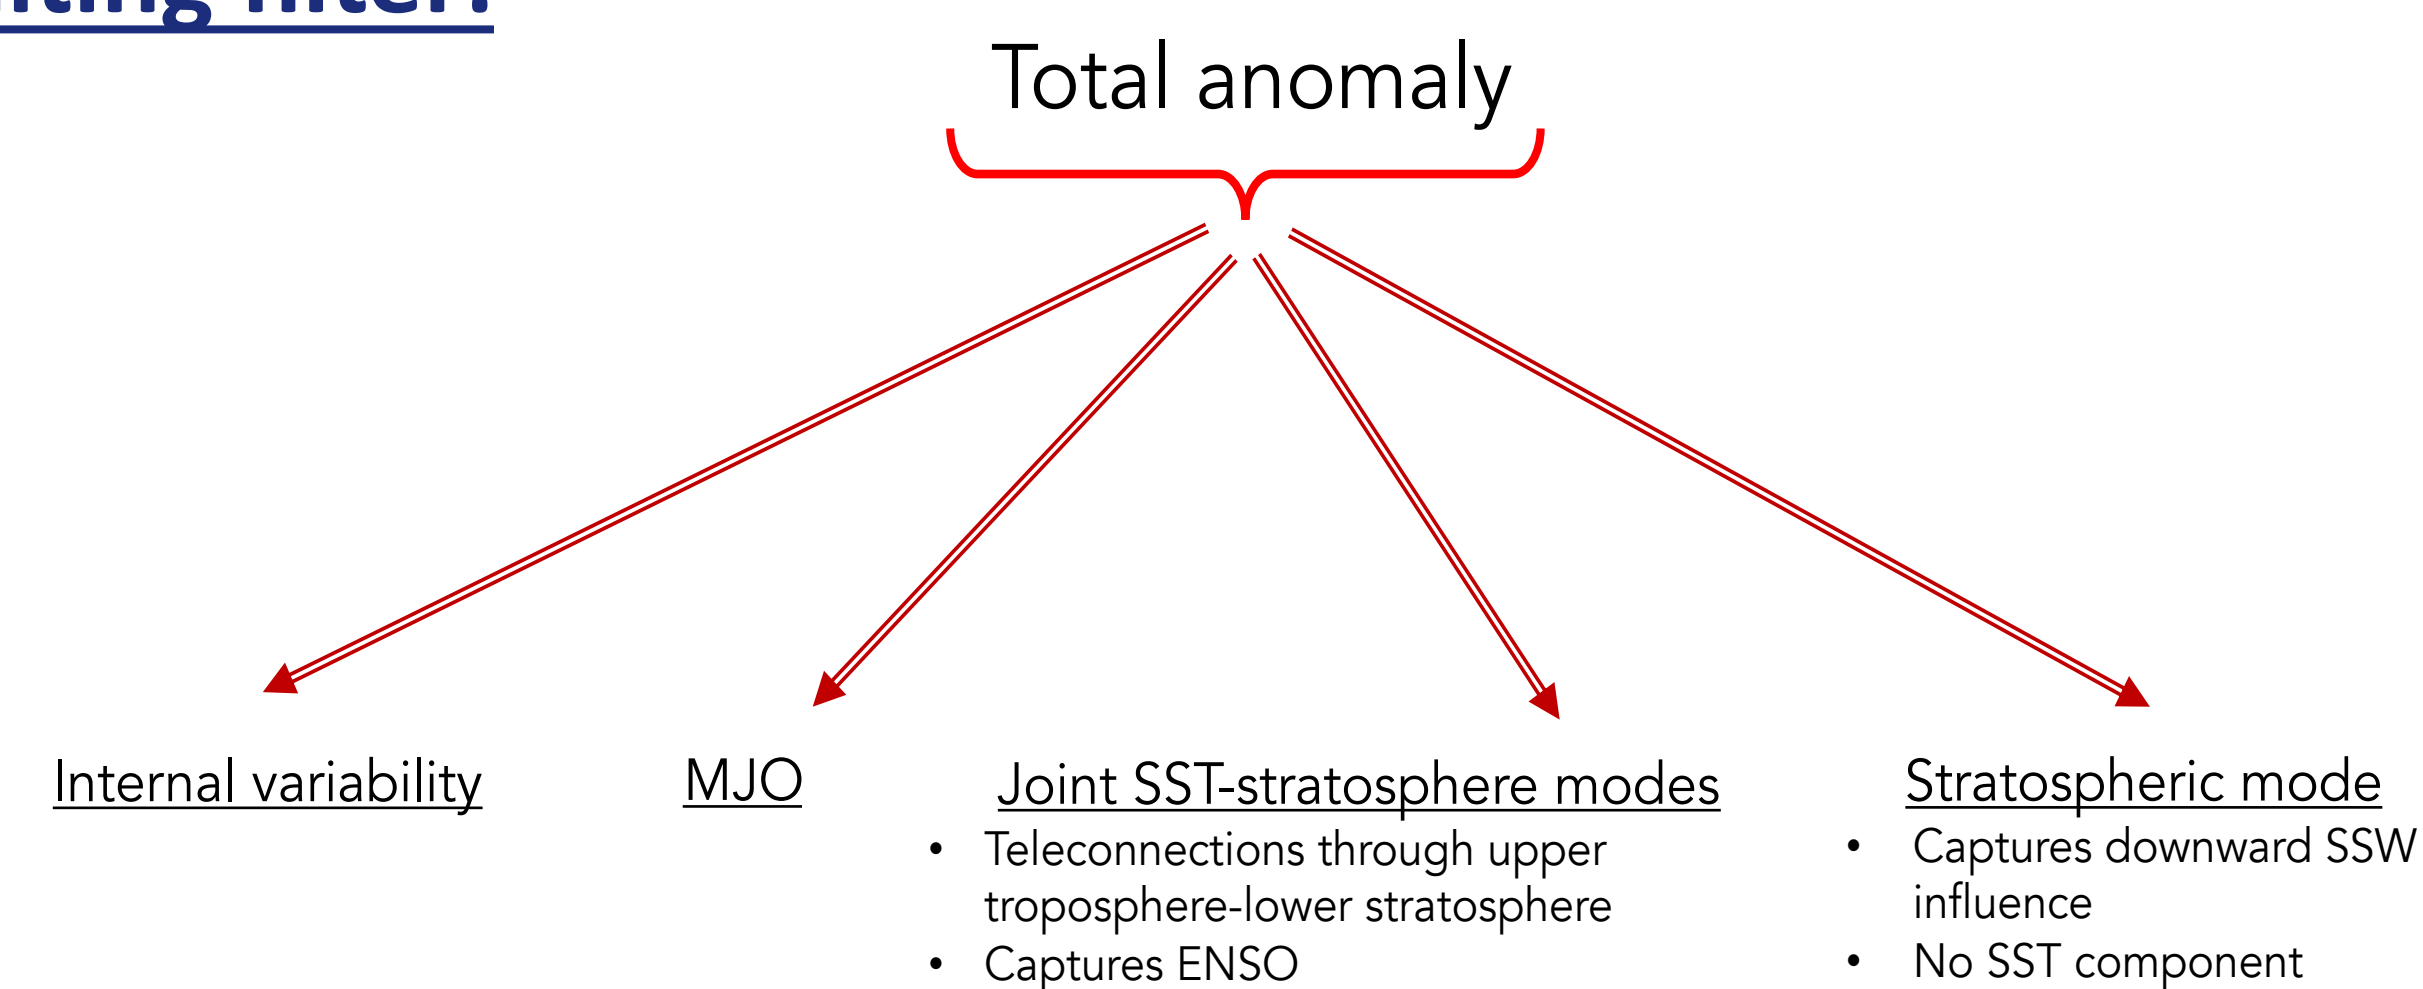 filter?
Total anomaly
Internal variability
MJO
Joint SST-stratosphere modes
• Teleconnections through upper
troposphere-lower stratosphere
• Captures ENSO
Stratospheric mode
• Captures downward SSW
influence
• No SST component